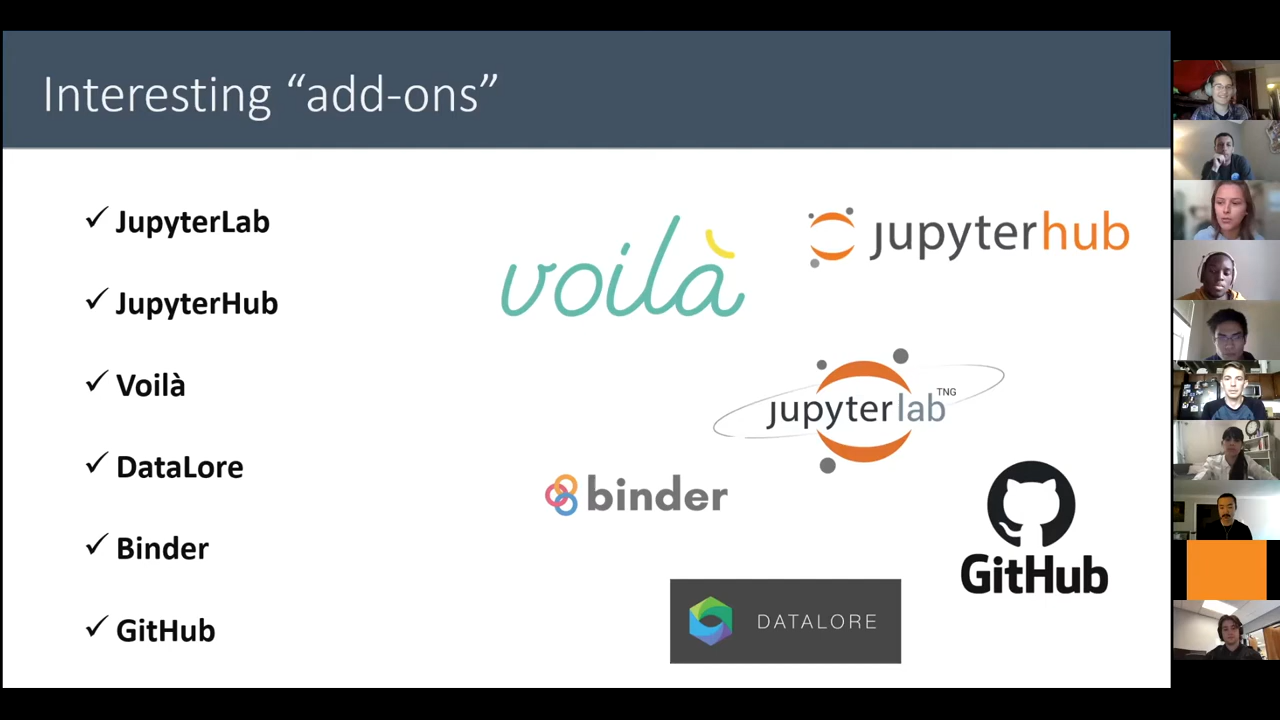 Interesting “add-ons”
✓ JupyterLab
✓ JupyterHub
✓ Voilà
✓ DataLore
✓ Binder
✓ GitHub
voilà
jupyterhub
jupyterlab TNG
binder
GitHub
DATALORE